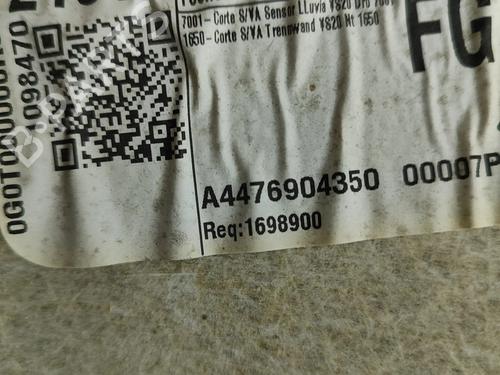 7001- Corte S/VA Sensor LLuvia VS20
1650- Corte S/VA Trennwand VS20 Ht 1650
FG
A4476904350 00007P
Req:1698900
098470
B-PARTS